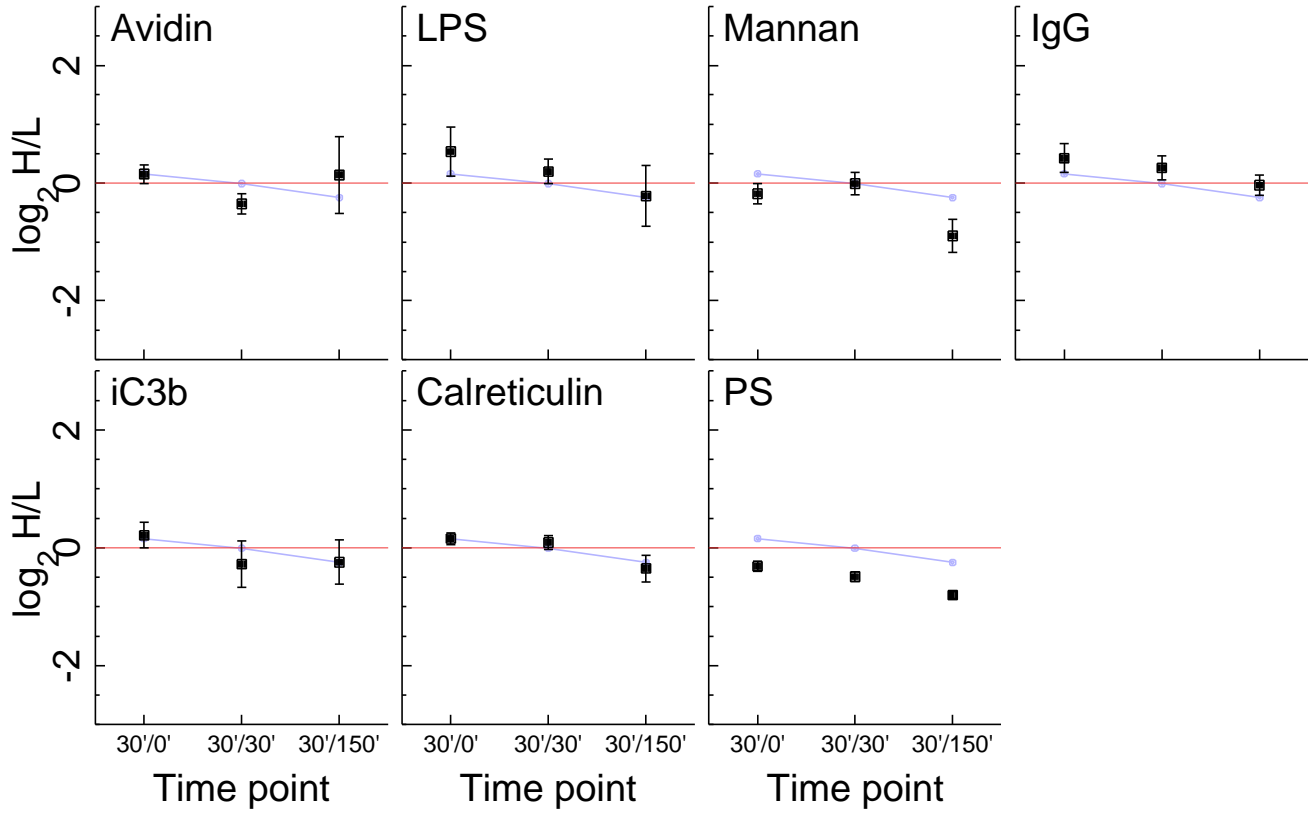 Avidin LPS Mannan IgG
2
0
-2
log2 H/L
iC3b Calreticulin PS
2
0
-2
log2 H/L
30'/0' 30'/30' 30'/150' 30'/0' 30'/30' 30'/150' 30'/0' 30'/30' 30'/150'
Time point Time point Time point